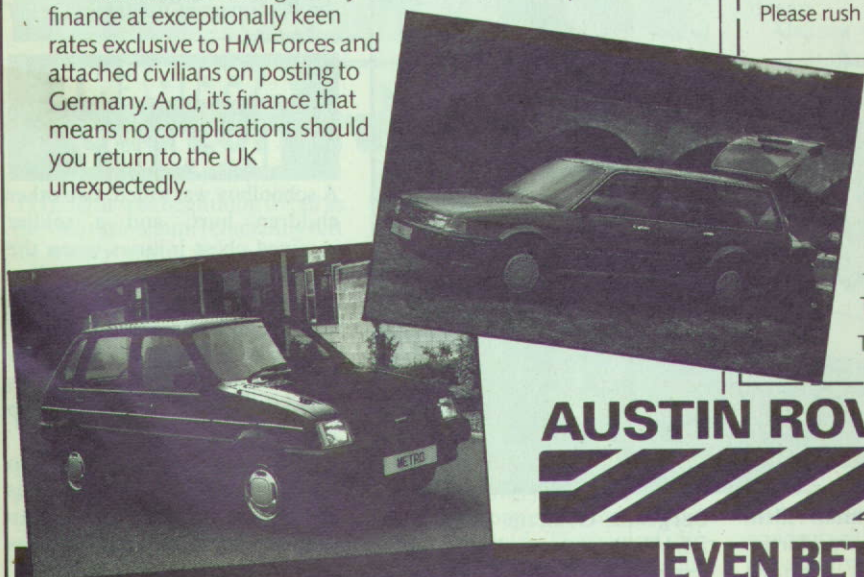 finance at exceptionally keen
rates exclusive to HM Forces and
attached civilians on posting to
Germany. And, it's finance that
means no complications should
you return to the UK
unexpectedly.
Please rush
METRO
AUSTIN ROV
EVEN BET